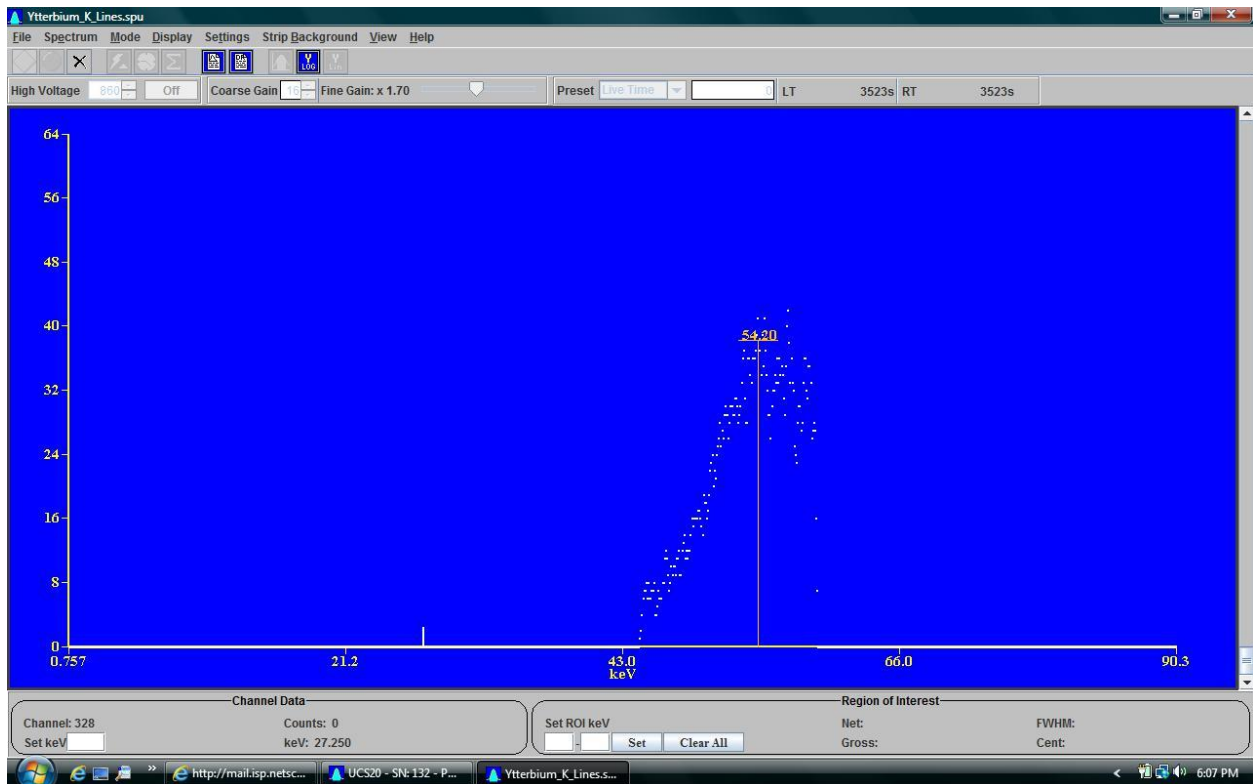 Ytterbium_K_Lines.spu
File Spectrum Mode Display Settings Strip Background View Help
Y LOG
High Voltage 860 Off Coarse Gain 16 Fine Gain: x 1.70 Preset Live Time 0 LT 3523s RT 3523s
64
56
48
40
54.20
32
24
16
8
0
0.757 21.2 43.0 66.0 90.3
keV
Channel Data Region of Interest
Channel: 328 Counts: 0 Set ROI keV Net: FWHM:
Set keV keV: 27.250 - Set Clear All Gross: Cent:
» http://mail.isp.netsc... UCS20 - SN: 132 - P... Ytterbium_K_Lines.s... < 6:07 PM